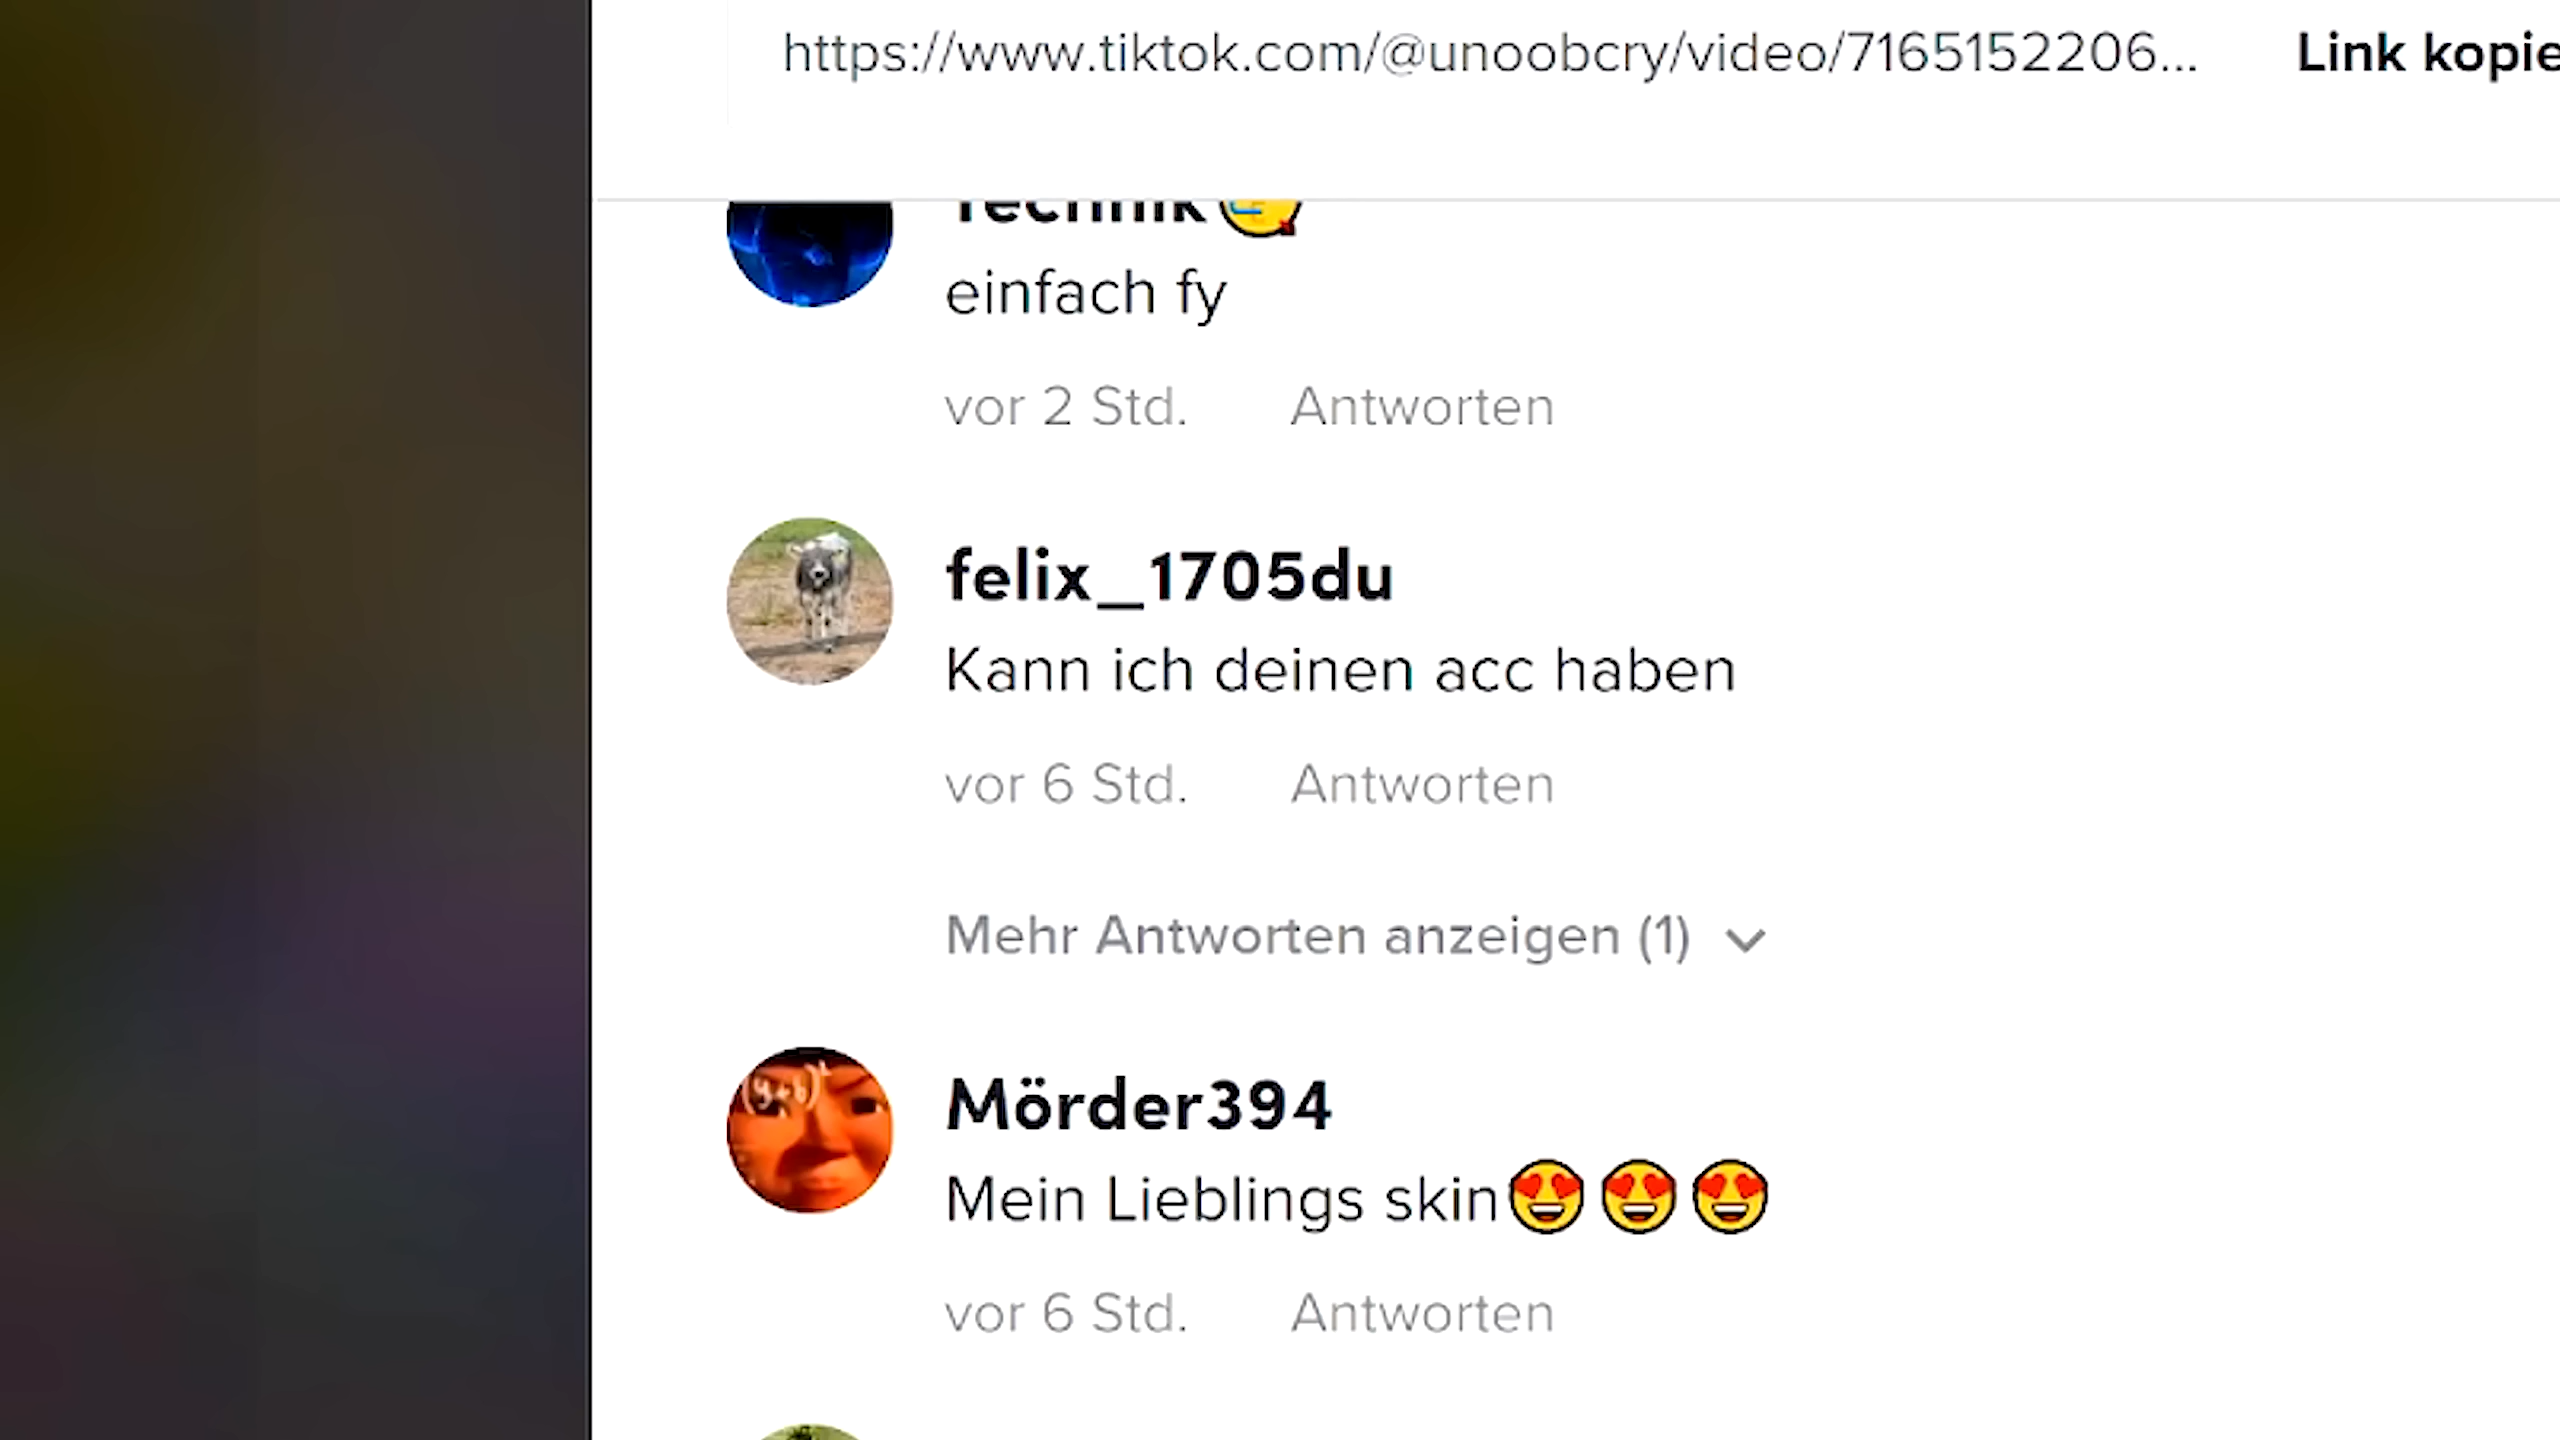 https://www.tiktok.com/@unoobcry/video/7165152206...
Link kopie
Technik
einfach fy
vor 2 Std. Antworten
felix_1705du
Kann ich deinen acc haben
vor 6 Std. Antworten
Mehr Antworten anzeigen (1)
Mörder394
Mein Lieblings skin😍😍😍
vor 6 Std. Antworten